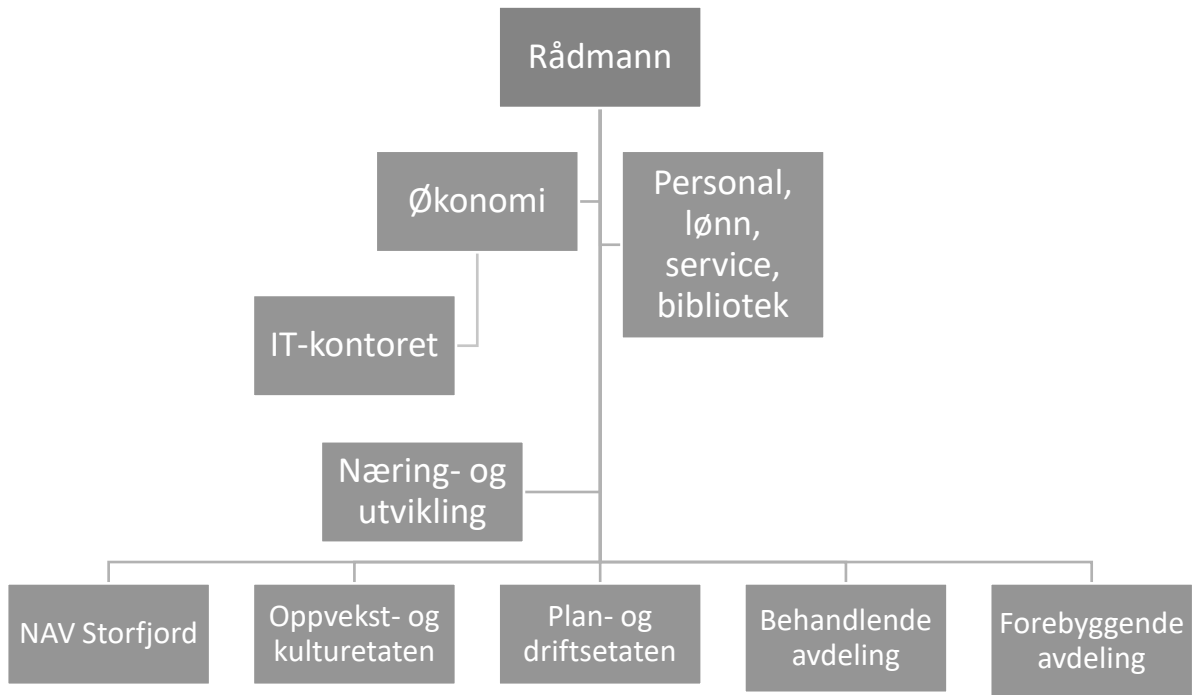 Rådmann
Økonomi
Personal,
lønn,
service,
bibliotek
IT-kontoret
Næring- og
utvikling
NAV Storfjord
Oppvekst- og
kulturetaten
Plan- og
driftsetaten
Behandlende
avdeling
Forebyggende
avdeling